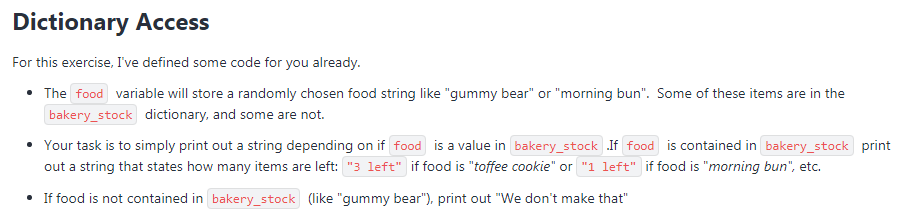 Dictionary Access
For this exercise, I've defined some code for you already.
• The food variable will store a randomly chosen food string like "gummy bear" or "morning bun". Some of these items are in the
bakery_stock dictionary, and some are not.
• Your task is to simply print out a string depending on if food is a value in bakery_stock .If food is contained in bakery_stock print
out a string that states how many items are left: "3 left" if food is "toffee cookie" or "1 left" if food is "morning bun", etc.
• If food is not contained in bakery_stock (like "gummy bear"), print out "We don't make that"